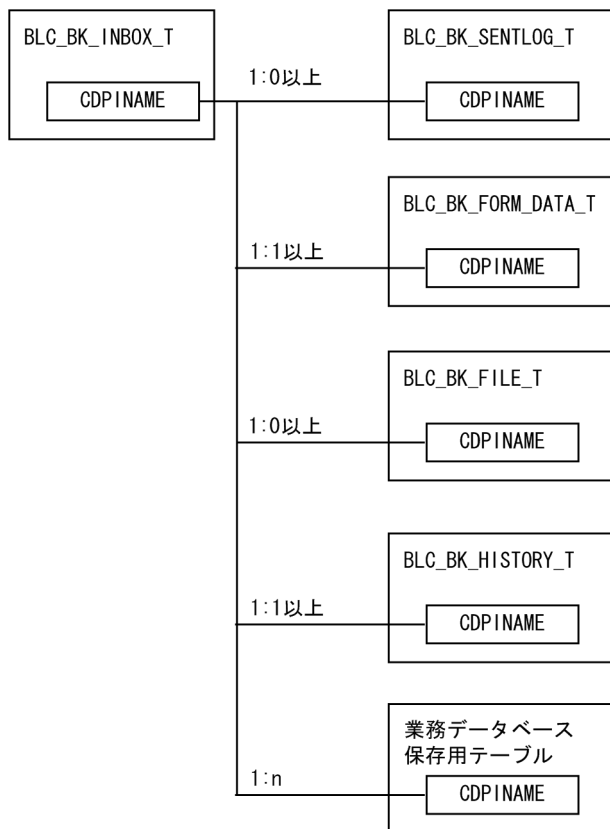 BLC_BK_INBOX_T
CDPINAME
1:0以上
BLC_BK_SENTLOG_T
CDPINAME
1:1以上
BLC_BK_FORM_DATA_T
CDPINAME
1:0以上
BLC_BK_FILE_T
CDPINAME
1:1以上
BLC_BK_HISTORY_T
CDPINAME
1:n
業務データベース
保存用テーブル
CDPINAME